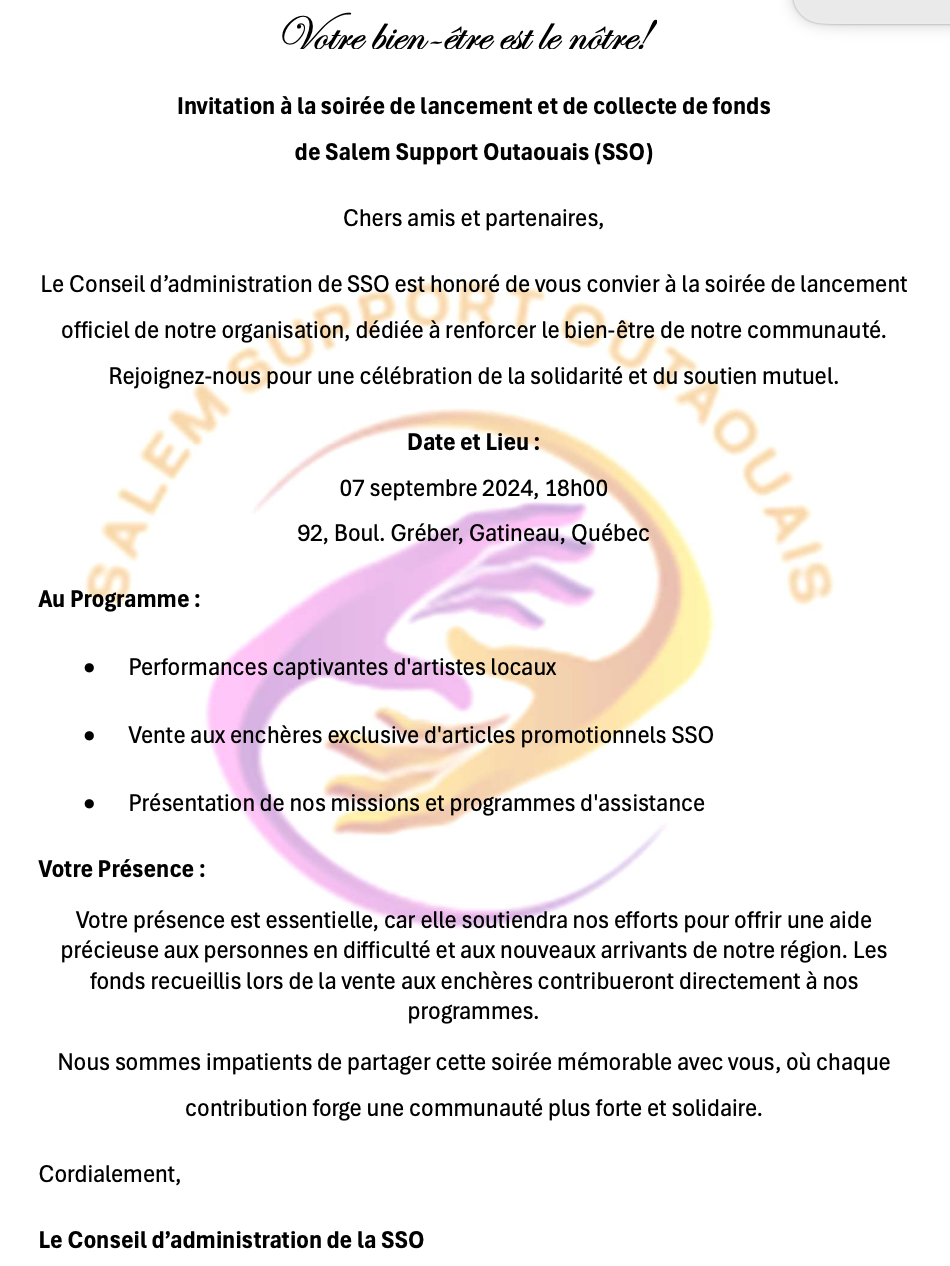 Votre bien-être est le nôtre!
Invitation à la soirée de lancement et de collecte de fonds
de Salem Support Outaouais (SSO)
Chers amis et partenaires,
Le Conseil d’administration de SSO est honoré de vous convier à la soirée de lancement
officiel de notre organisation, dédiée à renforcer le bien-être de notre communauté.
Rejoignez-nous pour une célébration de la solidarité et du soutien mutuel.
SALEM SUPPORT OUTAOUAIS
Date et Lieu :
07 septembre 2024, 18h00
92, Boul. Gréber, Gatineau, Québec
Au Programme :
• Performances captivantes d'artistes locaux
• Vente aux enchères exclusive d'articles promotionnels SSO
• Présentation de nos missions et programmes d'assistance
Votre Présence :
Votre présence est essentielle, car elle soutiendra nos efforts pour offrir une aide
précieuse aux personnes en difficulté et aux nouveaux arrivants de notre région. Les
fonds recueillis lors de la vente aux enchères contribueront directement à nos
programmes.
Nous sommes impatients de partager cette soirée mémorable avec vous, où chaque
contribution forge une communauté plus forte et solidaire.
Cordialement,
Le Conseil d’administration de la SSO